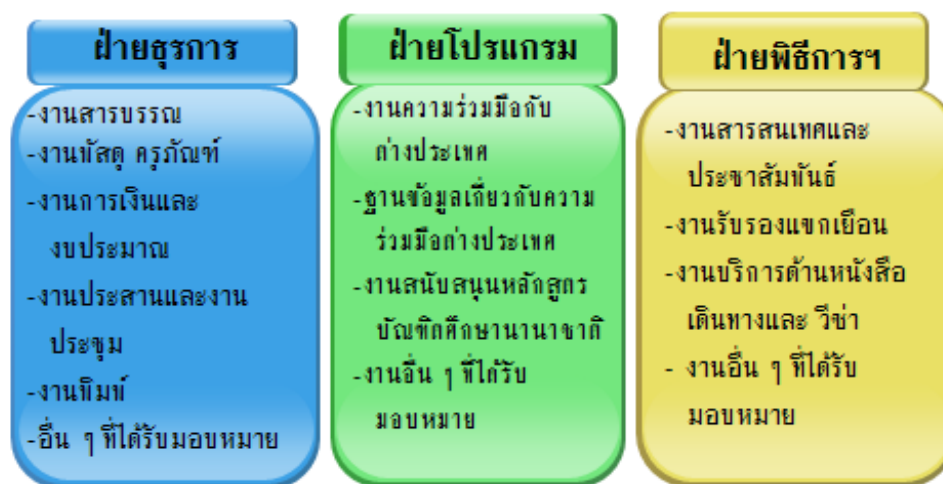 ฝ่ายธุรการ
-งานสารบรรณ
-งานพัสดุ ครุภัณฑ์
-งานการเงินและ
งบประมาณ
-งานประสานและงาน
ประชุม
-งานพิมพ์
-อื่น ๆ ที่ได้รับมอบหมาย
ฝ่ายโปรแกรม
-งานความร่วมมือกับ
ต่างประเทศ
-ฐานข้อมูลเกี่ยวกับความ
ร่วมมือต่างประเทศ
-งานสนับสนุนหลักสูตร
บัณฑิตศึกษานานาชาติ
-งานอื่น ๆ ที่ได้รับ
มอบหมาย
ฝ่ายพิธีการฯ
-งานสารสนเทศและ
ประชาสัมพันธ์
-งานรับรองแขกเยือน
-งานบริการด้านหนังสือ
เดินทางและ วีซ่า
- งานอื่น ๆ ที่ได้รับ
มอบหมาย